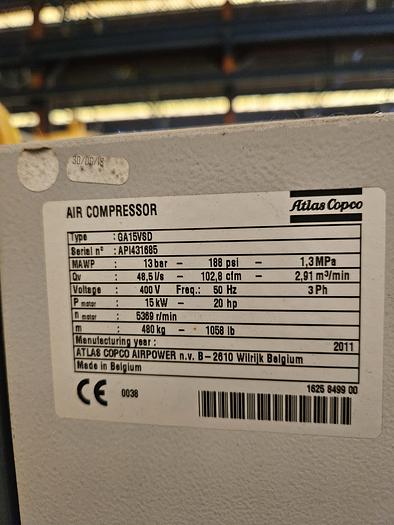 30/09/18
AIR COMPRESSOR
Atlas Copco
Type : GA15VSD
Serial n° : API431685
MAWP : 13 bar – 188 psi – 1,3 MPa
Qv : 48,5 l/s – 102,8 cfm – 2,91 m³/min
Voltage : 400 V Freq.: 50 Hz 3 Ph
P motor : 15 kW – 20 hp
n motor : 5369 r/min
m : 480 kg – 1058 lb
Manufacturing year : 2011
ATLAS COPCO AIRPOWER n.v. B–2610 Wilrijk Belgium
Made in Belgium
CE 0038
1625 8499 00